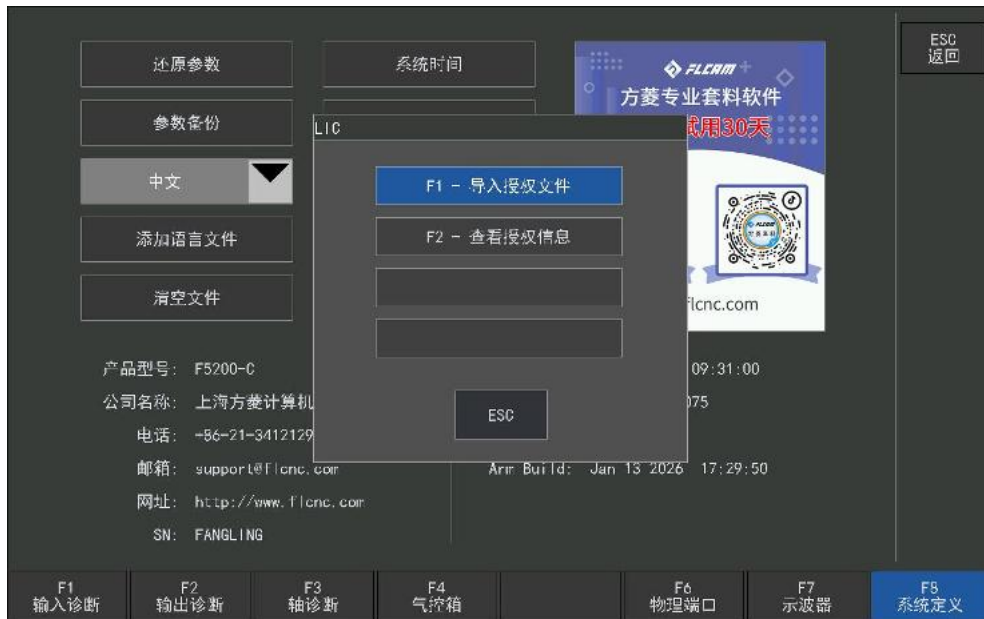 还原参数
系统时间
ESC
返回
FLCAM
方菱专业套料软件
参数备份
LIC
试用30天
中文
F1 - 导入授权文件
添加语言文件
F2 - 查看授权信息
清空文件
flcnc.com
产品型号: F5200-C
09:31:00
公司名称: 上海方菱计算机
075
ESC
电话: +86-21-3412129
邮箱: support@flcnc.com
Arm Build: Jan 13 2026 17:29:50
网址: http://www.flcnc.com
SN: FANGLING
F1
输入诊断
F2
输出诊断
F3
轴诊断
F4
气控箱
F6
物理端口
F7
示波器
F8
系统定义